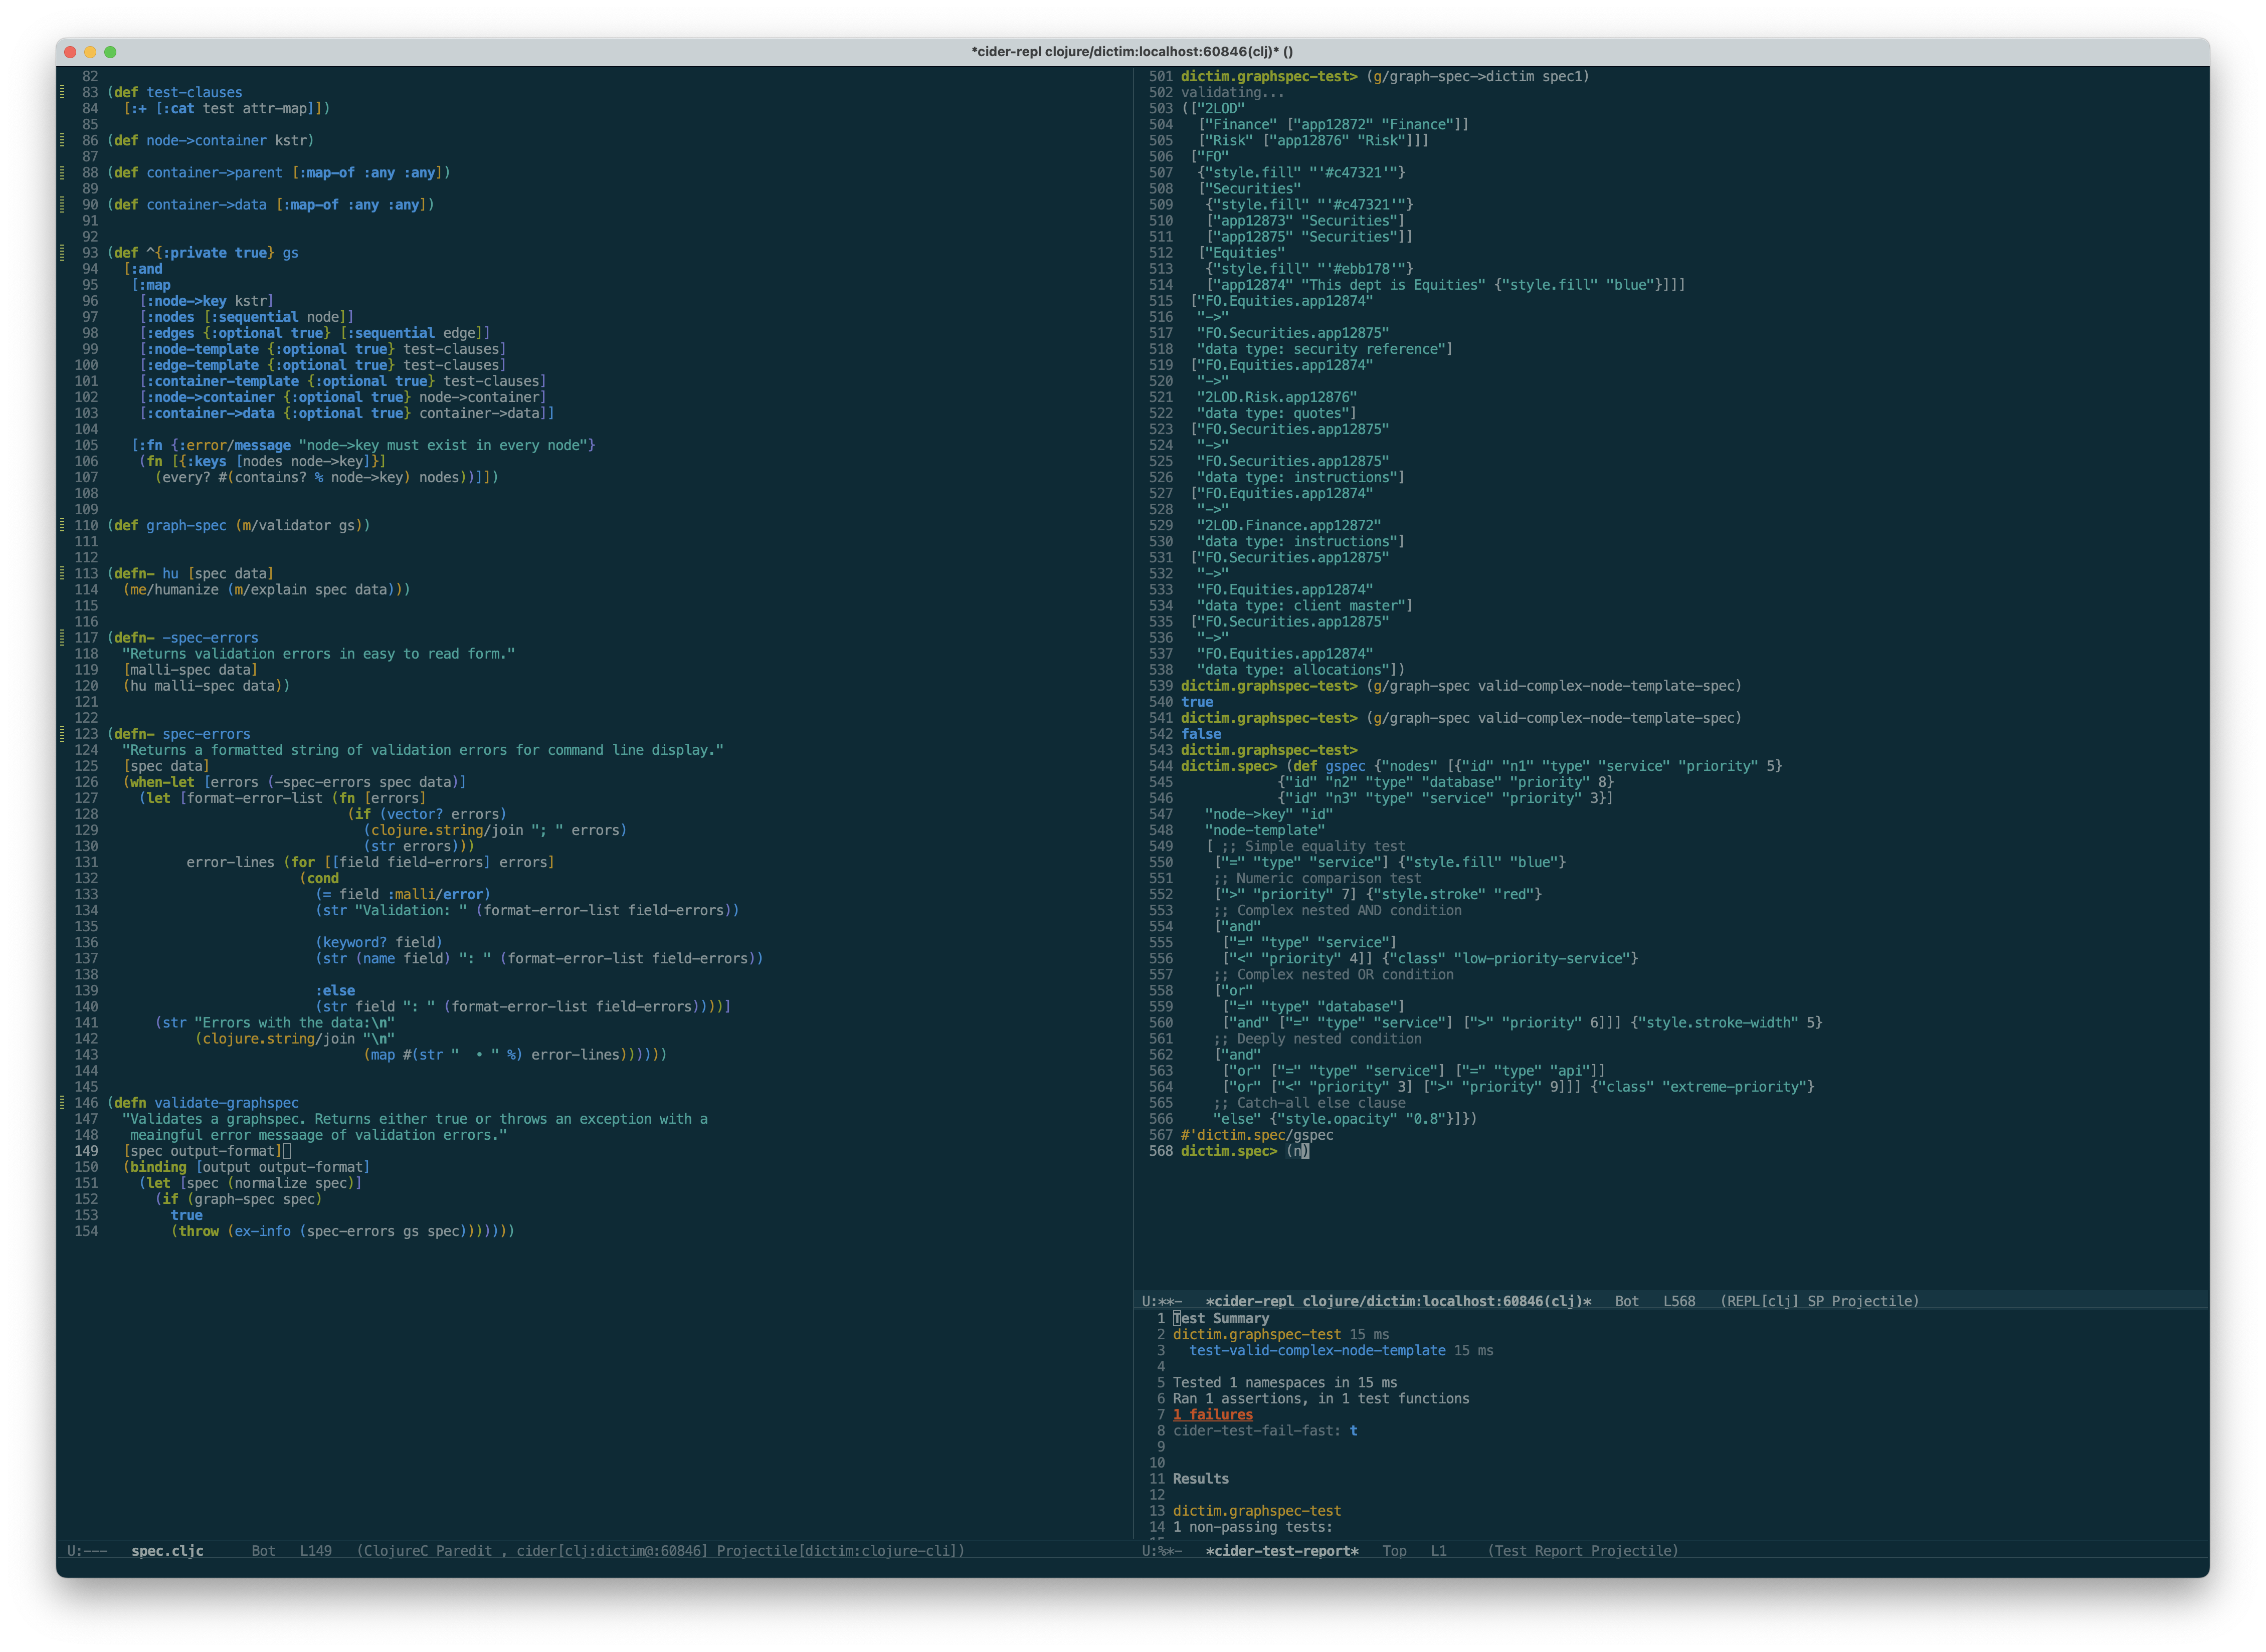 *cider-repl clojure/dictim:localhost:60846(clj)* ()
82
83 (def test-clauses
84   [:+ [:cat test attr-map]])
85
86 (def node->container kstr)
87
88 (def container->parent [:map-of :any :any])
89
90 (def container->data [:map-of :any :any])
91
92
93 (def ^{:private true} gs
94   [:and
95    [:map
96     [:node->key kstr]
97     [:nodes [:sequential node]]
98     [:edges {:optional true} [:sequential edge]]
99     [:node-template {:optional true} test-clauses]
100     [:edge-template {:optional true} test-clauses]
101     [:container-template {:optional true} test-clauses]
102     [:node->container {:optional true} node->container]
103     [:container->data {:optional true} container->data]]
104
105    [:fn {:error/message "node->key must exist in every node"}
106     (fn [{:keys [nodes node->key]}]
107       (every? #(contains? % node->key) nodes))]])
108
109
110 (def graph-spec (m/validator gs))
111
112
113 (defn- hu [spec data]
114   (me/humanize (m/explain spec data)))
115
116
117 (defn- -spec-errors
118   "Returns validation errors in easy to read form."
119   [malli-spec data]
120   (hu malli-spec data))
121
122
123 (defn- spec-errors
124   "Returns a formatted string of validation errors for command line display."
125   [spec data]
126   (when-let [errors (-spec-errors spec data)]
127     (let [format-error-list (fn [errors]
128                               (if (vector? errors)
129                                 (clojure.string/join "; " errors)
130                                 (str errors)))
131           error-lines (for [[field field-errors] errors]
132                         (cond
133                           (= field :malli/error)
134                           (str "Validation: " (format-error-list field-errors))
135
136                           (keyword? field)
137                           (str (name field) ": " (format-error-list field-errors))
138
139                           :else
140                           (str field ": " (format-error-list field-errors))))]
141       (str "Errors with the data:\n"
142            (clojure.string/join "\n"
143                                 (map #(str "  • " %) error-lines))))))
144
145
146 (defn validate-graphspec
147   "Validates a graphspec. Returns either true or throws an exception with a
148    meaingful error messaage of validation errors."
149   [spec output-format]
150   (binding [output output-format]
151     (let [spec (normalize spec)]
152       (if (graph-spec spec)
153         true
154         (throw (ex-info (spec-errors gs spec)))))))
U:---   spec.cljc      Bot   L149   (ClojureC Paredit , cider[clj:dictim@:60846] Projectile[dictim:clojure-cli])
501 dictim.graphspec-test> (g/graph-spec->dictim spec1)
502 validating...
503 (["2LOD"
504   ["Finance" ["app12872" "Finance"]]
505   ["Risk" ["app12876" "Risk"]]]
506  ["FO"
507   {"style.fill" "'#c47321'"}
508   ["Securities"
509    {"style.fill" "'#c47321'"}
510    ["app12873" "Securities"]
511    ["app12875" "Securities"]]
512   ["Equities"
513    {"style.fill" "'#ebb178'"}
514    ["app12874" "This dept is Equities" {"style.fill" "blue"}]]]
515  ["FO.Equities.app12874"
516   "->"
517   "FO.Securities.app12875"
518   "data type: security reference"]
519  ["FO.Equities.app12874"
520   "->"
521   "2LOD.Risk.app12876"
522   "data type: quotes"]
523  ["FO.Securities.app12875"
524   "->"
525   "FO.Securities.app12875"
526   "data type: instructions"]
527  ["FO.Equities.app12874"
528   "->"
529   "2LOD.Finance.app12872"
530   "data type: instructions"]
531  ["FO.Securities.app12875"
532   "->"
533   "FO.Equities.app12874"
534   "data type: client master"]
535  ["FO.Securities.app12875"
536   "->"
537   "FO.Equities.app12874"
538   "data type: allocations"])
539 dictim.graphspec-test> (g/graph-spec valid-complex-node-template-spec)
540 true
541 dictim.graphspec-test> (g/graph-spec valid-complex-node-template-spec)
542 false
543 dictim.graphspec-test>
544 dictim.spec> (def gspec {"nodes" [{"id" "n1" "type" "service" "priority" 5}
545             {"id" "n2" "type" "database" "priority" 8}
546             {"id" "n3" "type" "service" "priority" 3}]
547    "node->key" "id"
548    "node-template"
549    [ ;; Simple equality test
550     ["=" "type" "service"] {"style.fill" "blue"}
551     ;; Numeric comparison test
552     [">" "priority" 7] {"style.stroke" "red"}
553     ;; Complex nested AND condition
554     ["and"
555      ["=" "type" "service"]
556      ["<" "priority" 4]] {"class" "low-priority-service"}
557     ;; Complex nested OR condition
558     ["or"
559      ["=" "type" "database"]
560      ["and" ["=" "type" "service"] [">" "priority" 6]]] {"style.stroke-width" 5}
561     ;; Deeply nested condition
562     ["and"
563      ["or" ["=" "type" "service"] ["=" "type" "api"]]
564      ["or" ["<" "priority" 3] [">" "priority" 9]]] {"class" "extreme-priority"}
565     ;; Catch-all else clause
566     "else" {"style.opacity" "0.8"}]})
567 #'dictim.spec/gspec
568 dictim.spec> (n)
U:**-   *cider-repl clojure/dictim:localhost:60846(clj)*   Bot   L568   (REPL[clj] SP Projectile)
1 Test Summary
2 dictim.graphspec-test 15 ms
3   test-valid-complex-node-template 15 ms
4
5 Tested 1 namespaces in 15 ms
6 Ran 1 assertions, in 1 test functions
7 1 failures
8 cider-test-fail-fast: t
9
10
11 Results
12
13 dictim.graphspec-test
14 1 non-passing tests:
U:%*-   *cider-test-report*   Top   L1     (Test Report Projectile)